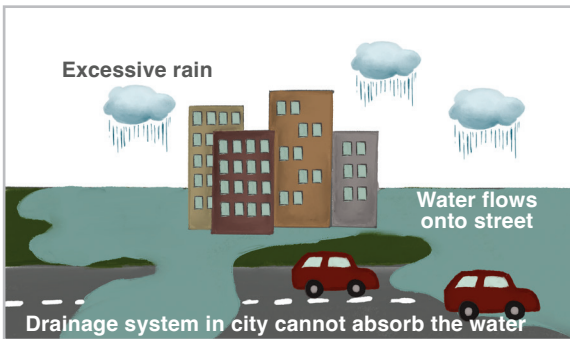 Excessive rain
Water flows
onto street
Drainage system in city cannot absorb the water